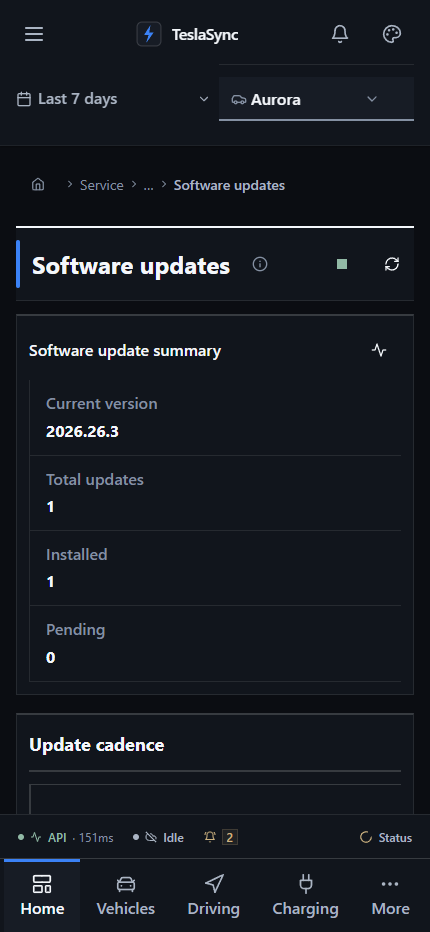 TeslaSync
Last 7 days
Aurora
Service
...
Software updates
Software updates
Software update summary
Current version
2026.26.3
Total updates
1
Installed
1
Pending
0
Update cadence
API · 151ms
Idle
2
Status
Home
Vehicles
Driving
Charging
More